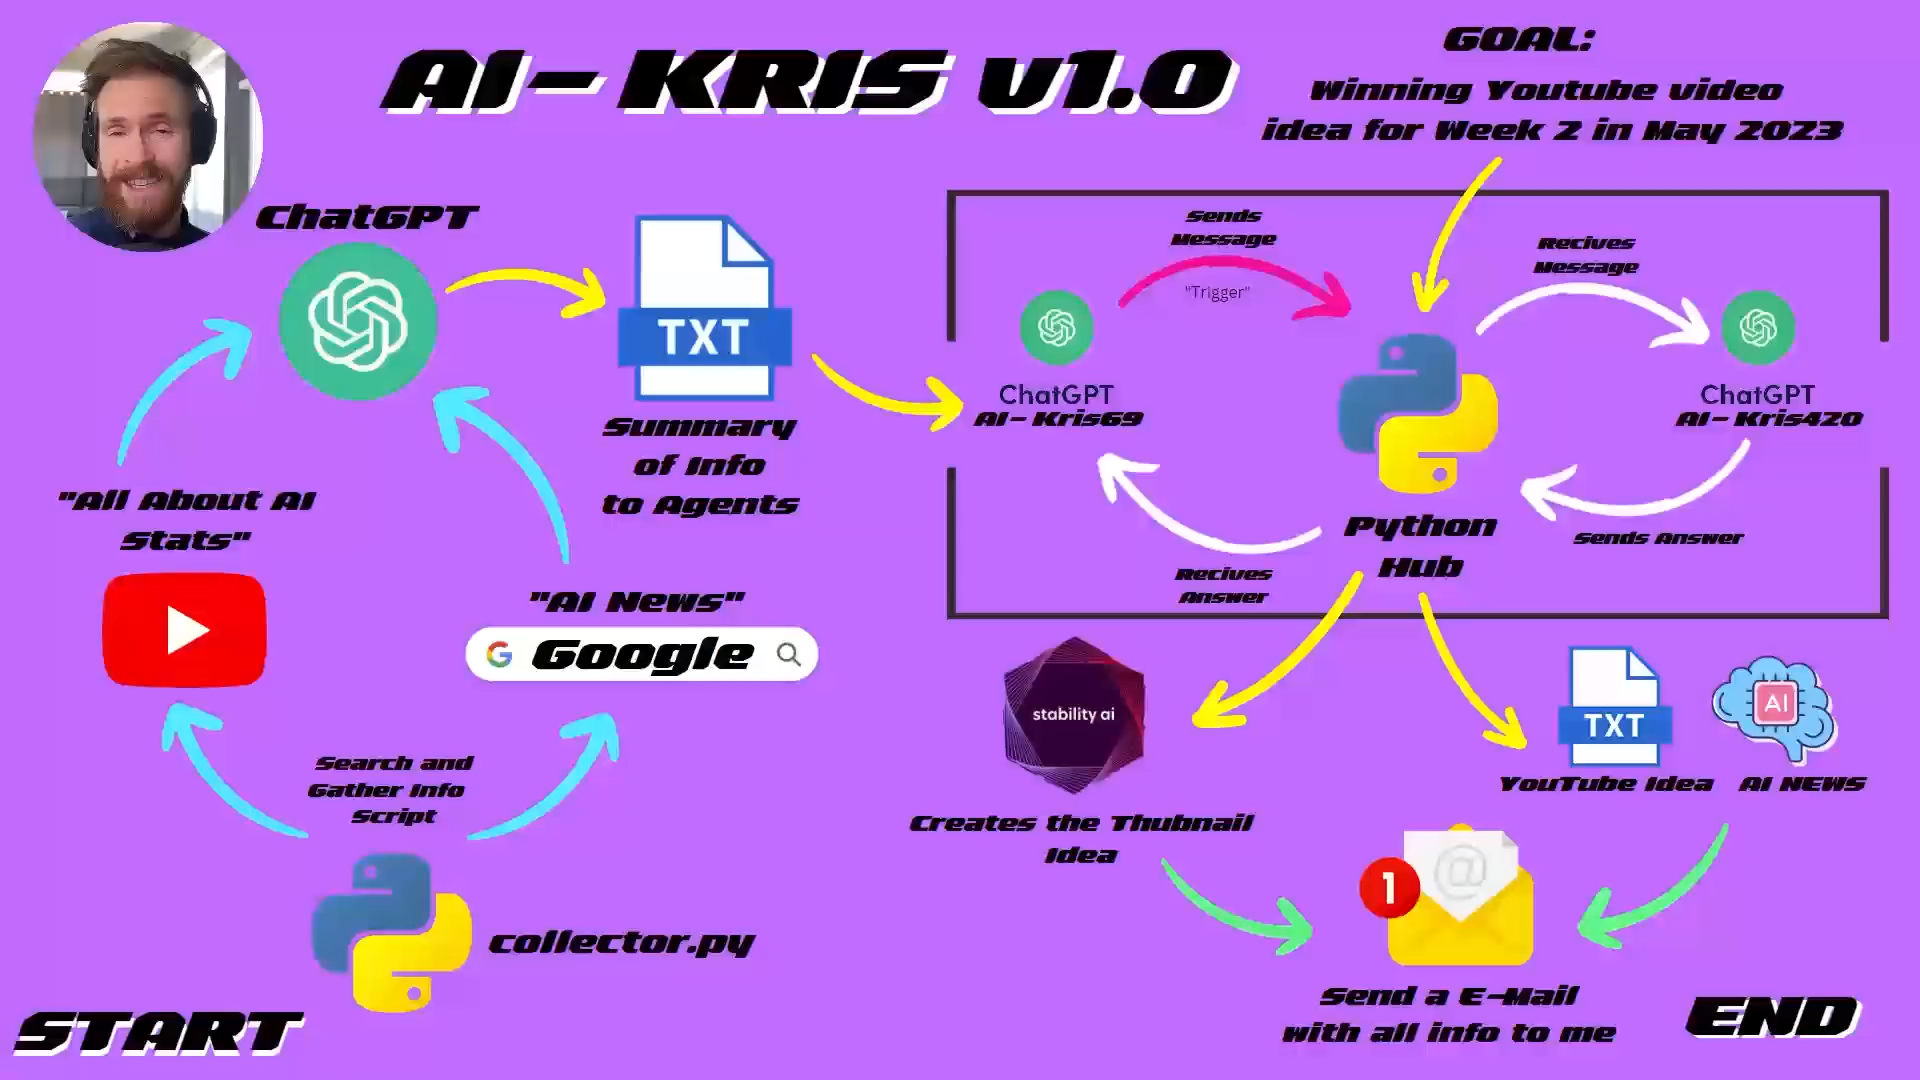 AI- KRIS v1.0
GOAL:
Winning Youtube video
idea for Week 2 in May 2023
ChatGPT
TXT
Summary
of Info
to Agents
"All About AI
Stats"
"AI News"
Google
Search and
Gather Info
Script
collector.py
START
Sends
Message
"Trigger"
Recives
Message
ChatGPT
AI- Kris69
ChatGPT
AI- Kris420
Python
Hub
Sends Answer
Recives
Answer
stability ai
Creates the Thubnail
Idea
TXT
AI
YouTube Idea
AI NEWS
1
@
Send a E-Mail
with all info to me
END